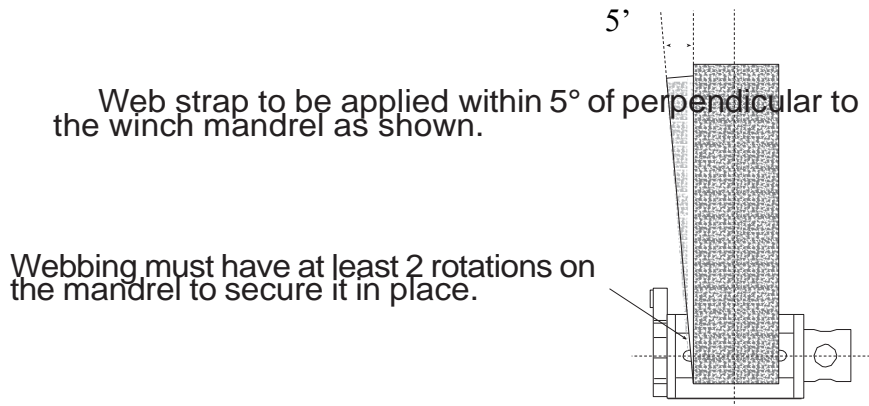 5’
Web strap to be applied within 5° of perpendicular to
the winch mandrel as shown.
Webbing must have at least 2 rotations on
the mandrel to secure it in place.